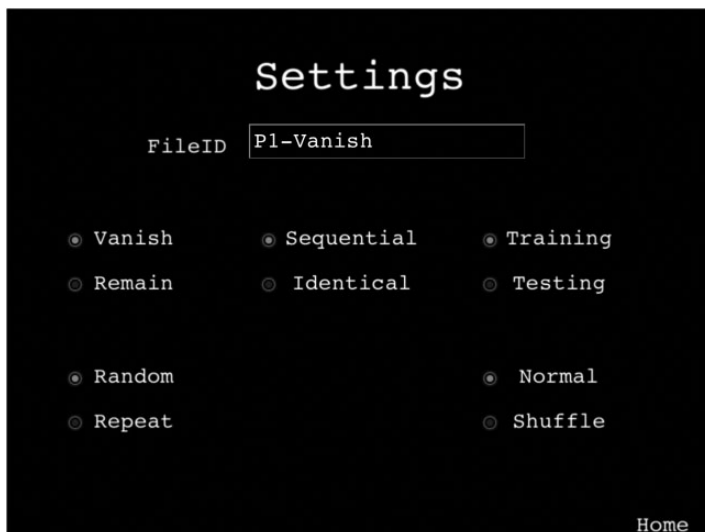 Settings
FileID P1-Vanish
Vanish Sequential Training
Remain Identical Testing
Random Normal
Repeat Shuffle
Home